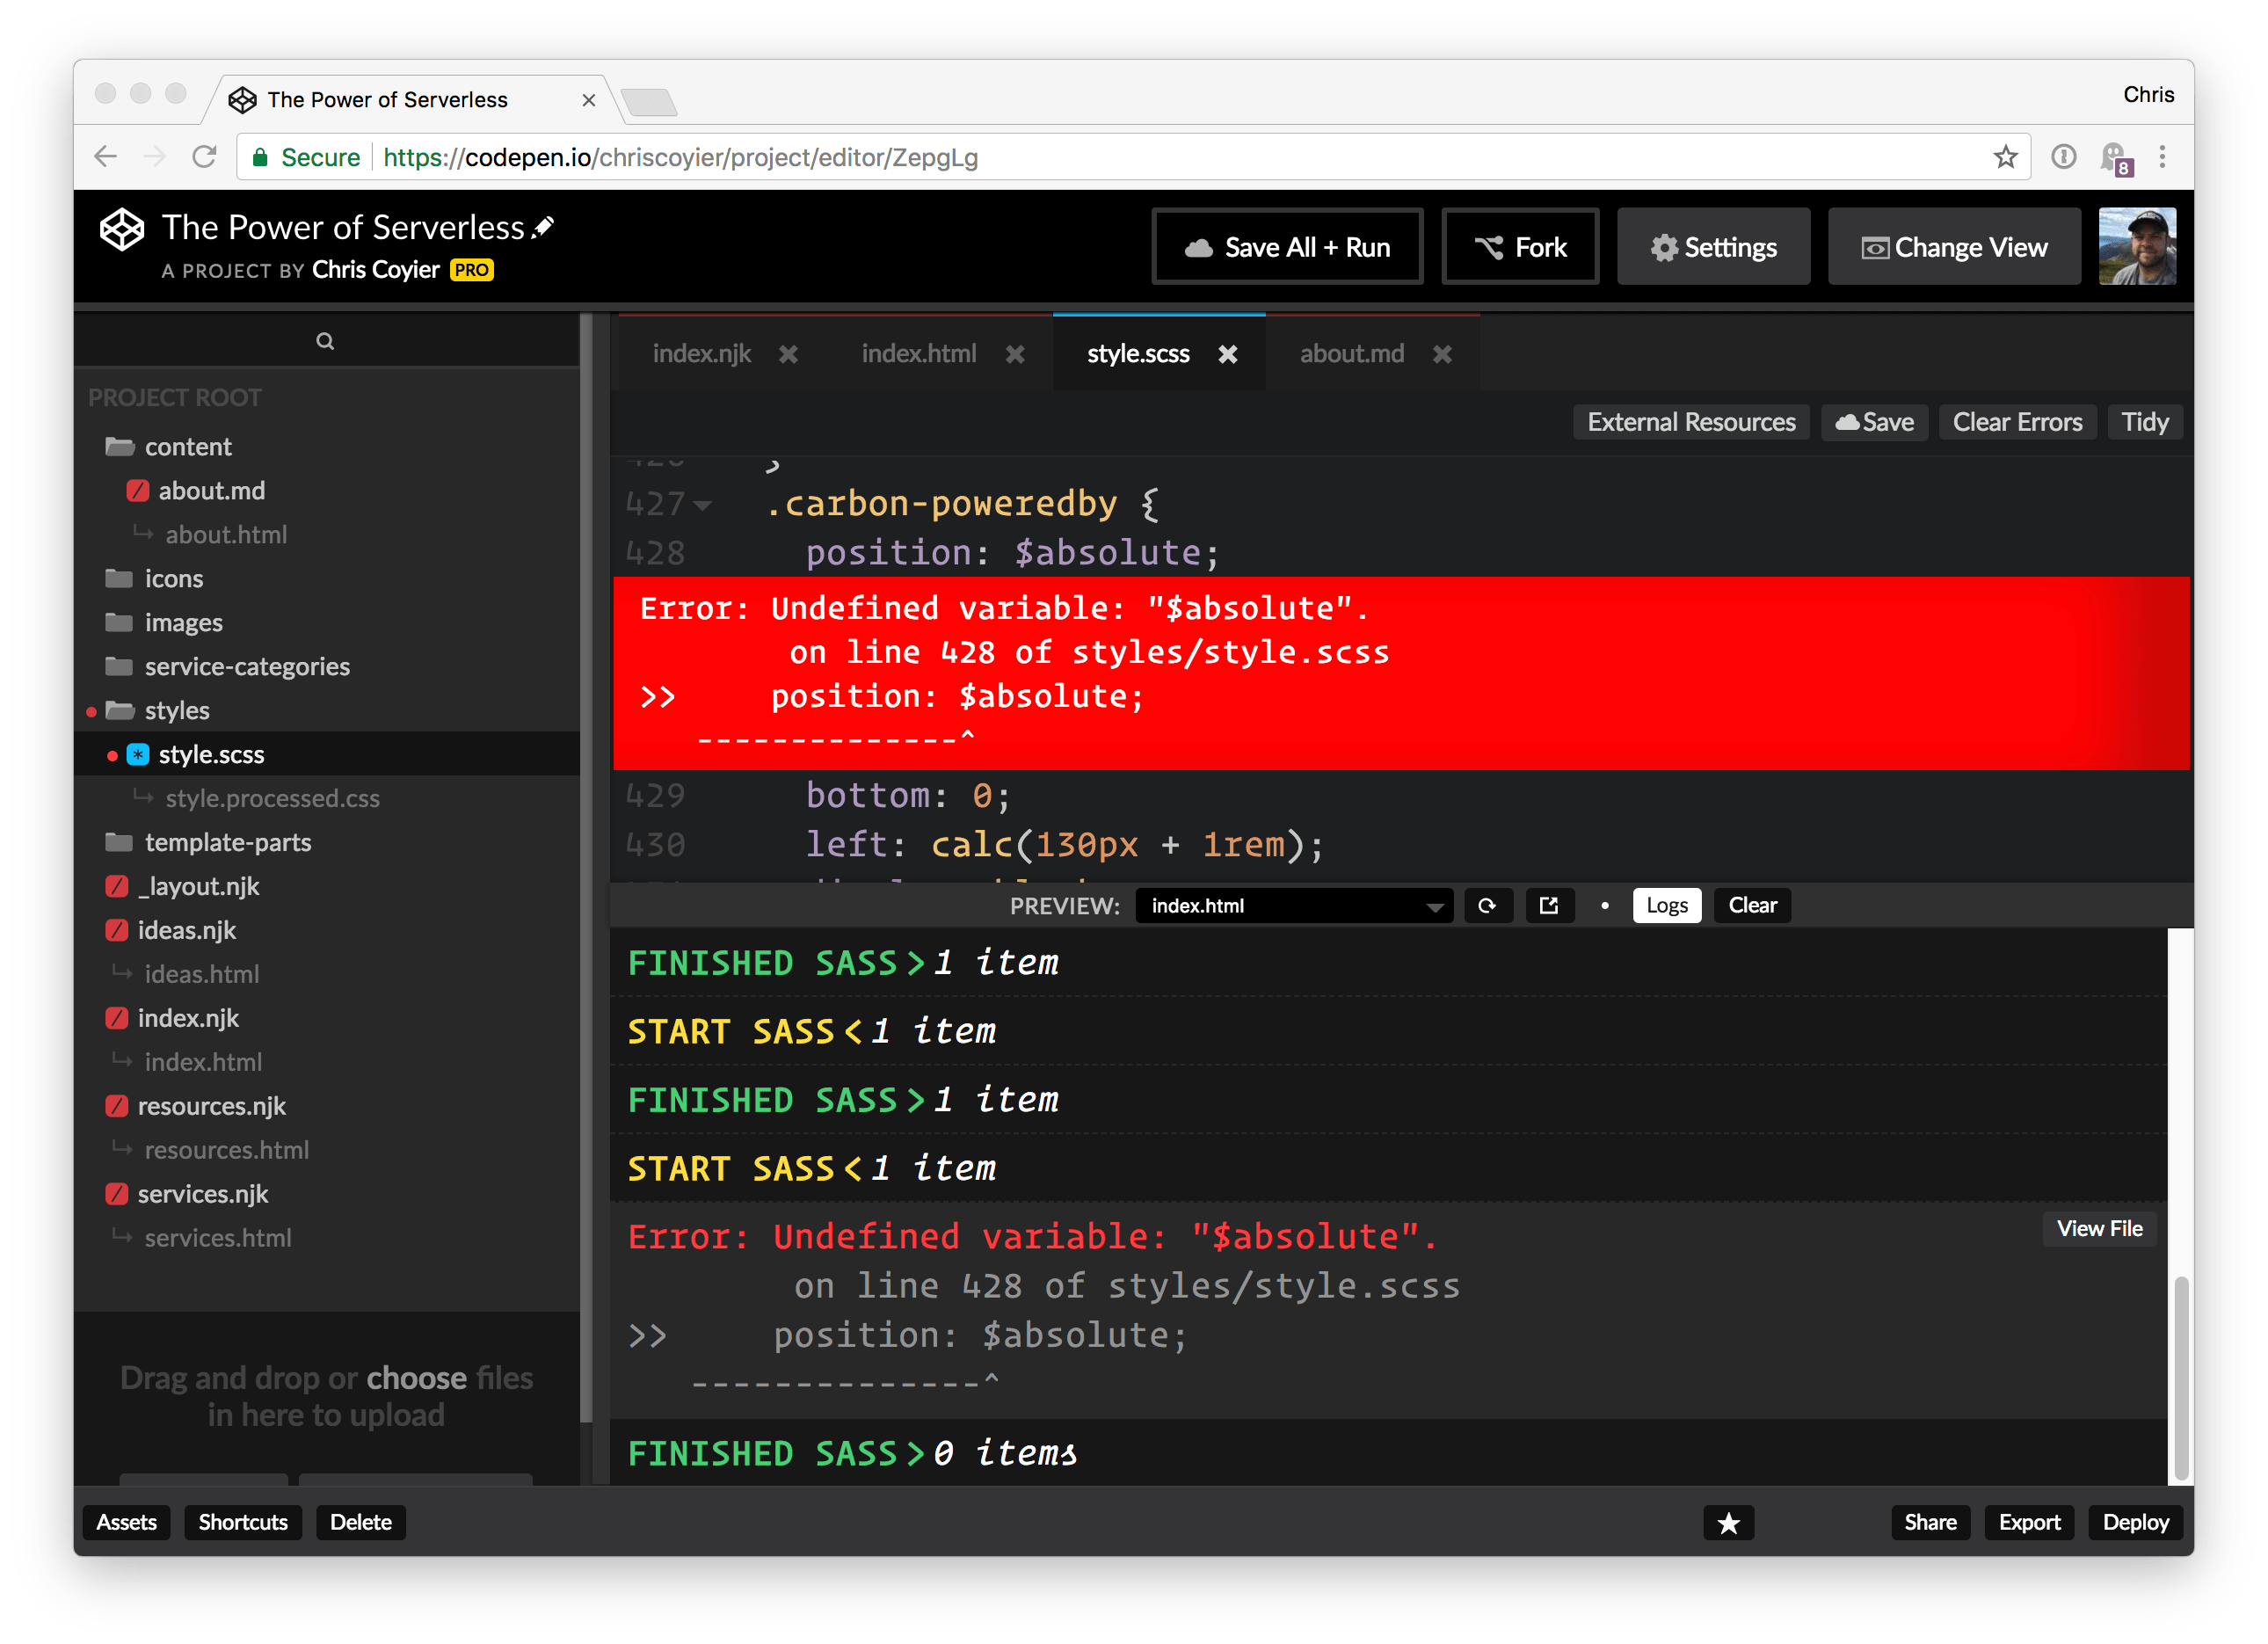 The Power of Serverless
Chris
Secure https://codepen.io/chriscoyier/project/editor/ZepgLg
8
The Power of Serverless
A PROJECT BY Chris Coyier PRO
Save All + Run
Fork
Settings
Change View
PROJECT ROOT
content
about.md
about.html
icons
images
service-categories
styles
style.scss
style.processed.css
template-parts
_layout.njk
ideas.njk
ideas.html
index.njk
index.html
resources.njk
resources.html
services.njk
services.html
Drag and drop or choose files
in here to upload
index.njk
index.html
style.scss
about.md
External Resources
Save
Clear Errors
Tidy
}
427 .carbon-poweredby {
428 position: $absolute;
Error: Undefined variable: "$absolute".
on line 428 of styles/style.scss
>> position: $absolute;
--------------^
429 bottom: 0;
430 left: calc(130px + 1rem);
PREVIEW: index.html
Logs
Clear
FINISHED SASS > 1 item
START SASS < 1 item
FINISHED SASS > 1 item
START SASS < 1 item
Error: Undefined variable: "$absolute".
View File
on line 428 of styles/style.scss
>> position: $absolute;
--------------^
FINISHED SASS > 0 items
Assets
Shortcuts
Delete
Share
Export
Deploy